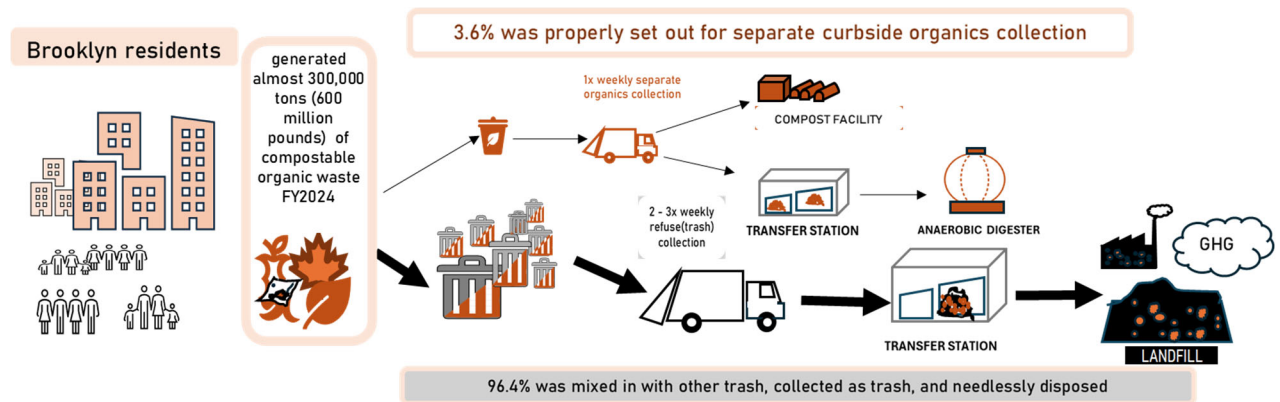 Brooklyn residents
generated
almost 300,000
tons (600
million
pounds) of
compostable
organic waste
FY2024
3.6% was properly set out for separate curbside organics collection
1x weekly separate
organics collection
COMPOST FACILITY
TRANSFER STATION
ANAEROBIC DIGESTER
2 - 3x weekly
refuse(trash)
collection
TRANSFER STATION
GHG
LANDFILL
96.4% was mixed in with other trash, collected as trash, and needlessly disposed